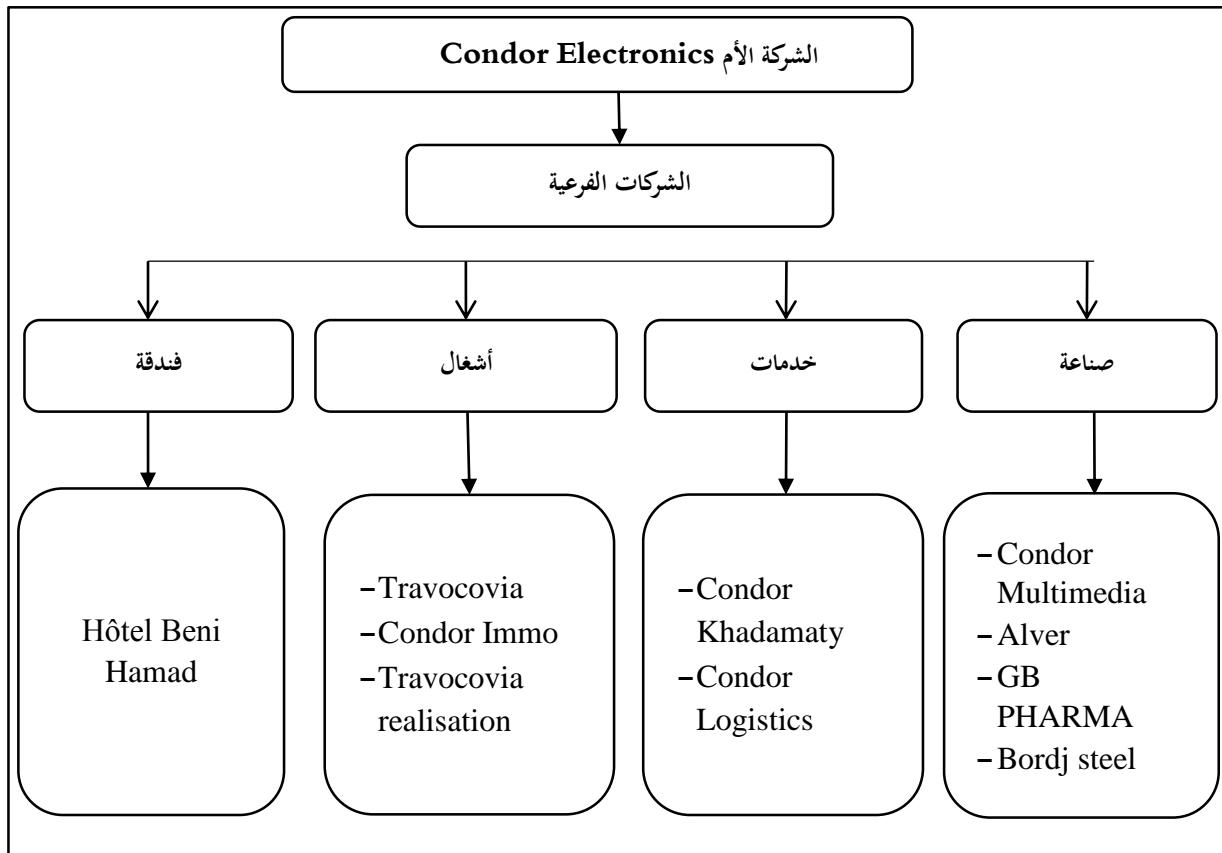 الشركة الأم Condor Electronics
الشركات الفرعية
صناعة
خدمات
أشغال
فندقة
–Condor
Multimedia
–Alver
–GB
PHARMA
–Bordj steel
–Condor
Khadamaty
–Condor
Logistics
–Travocovia
–Condor Immo
–Travocovia
realisation
Hôtel Beni
Hamad